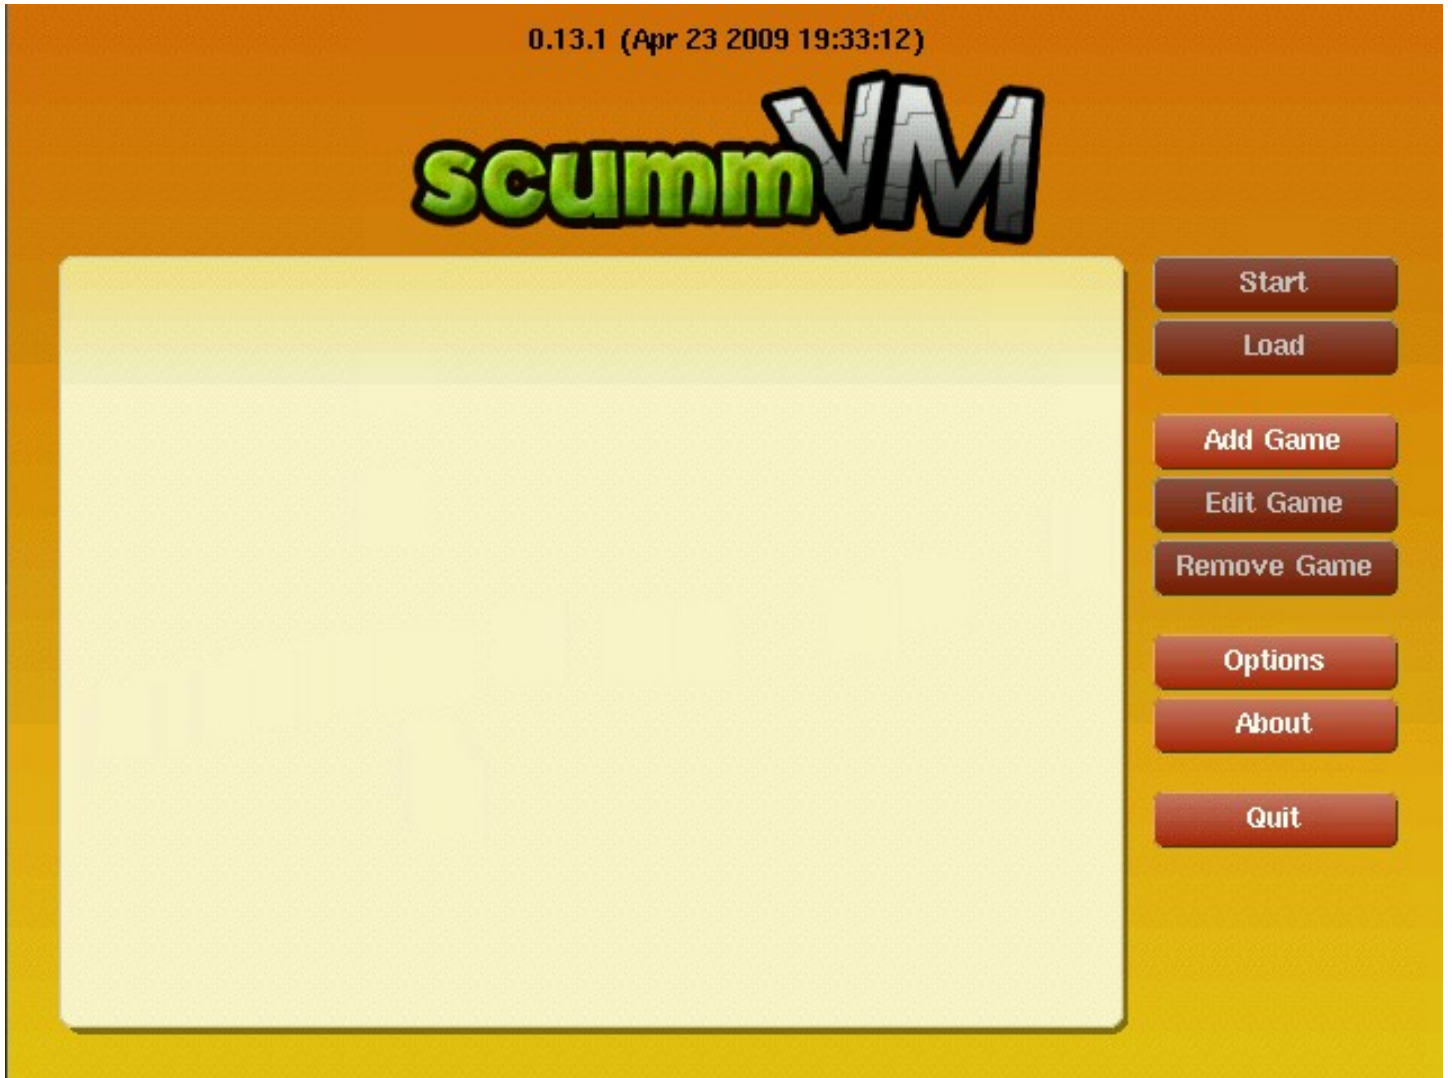 0.13.1 (Apr 23 2009 19:33:12)
scummVM
Start
Load
Add Game
Edit Game
Remove Game
Options
About
Quit